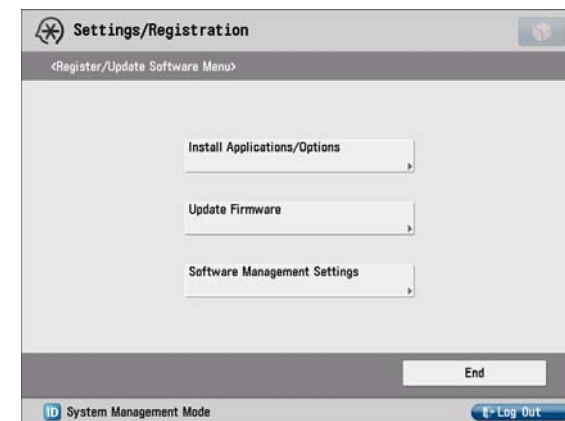 Settings/Registration
<Register/Update Software Menu>
Install Applications/Options
Update Firmware
Software Management Settings
End
ID System Management Mode
Log Out